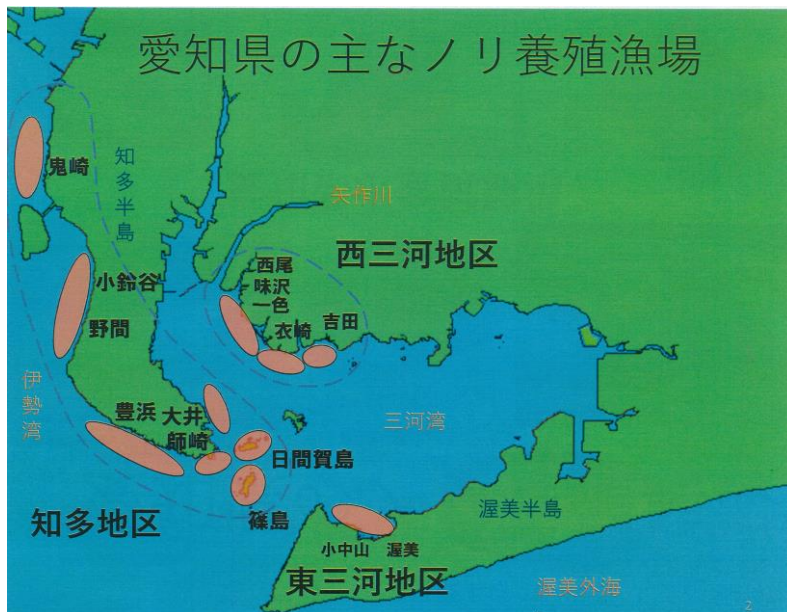 愛知県の主なノリ養殖漁場
鬼崎
知多半島
矢作川
西三河地区
西尾
味沢
一色
衣崎
吉田
小鈴谷
野間
伊勢湾
豊浜
大井
師崎
日間賀島
篠島
三河湾
知多地区
渥美半島
小中山
渥美
東三河地区
渥美外海
2